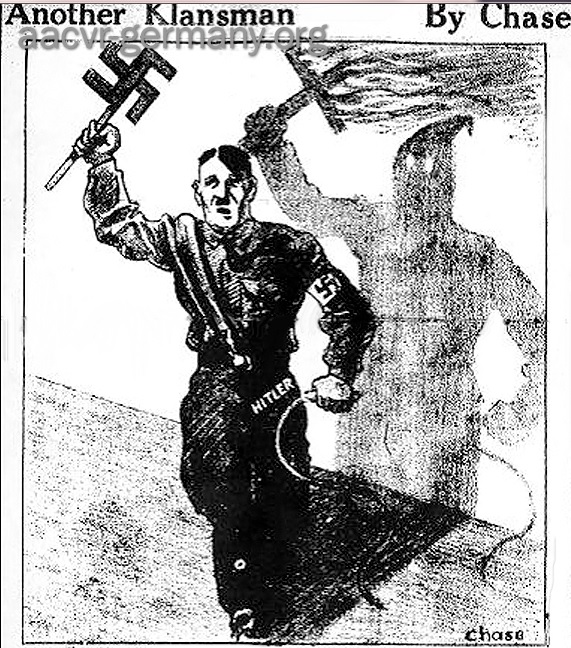 Another Klansman By Chase
aacvr-germany.org
HITLER
chase